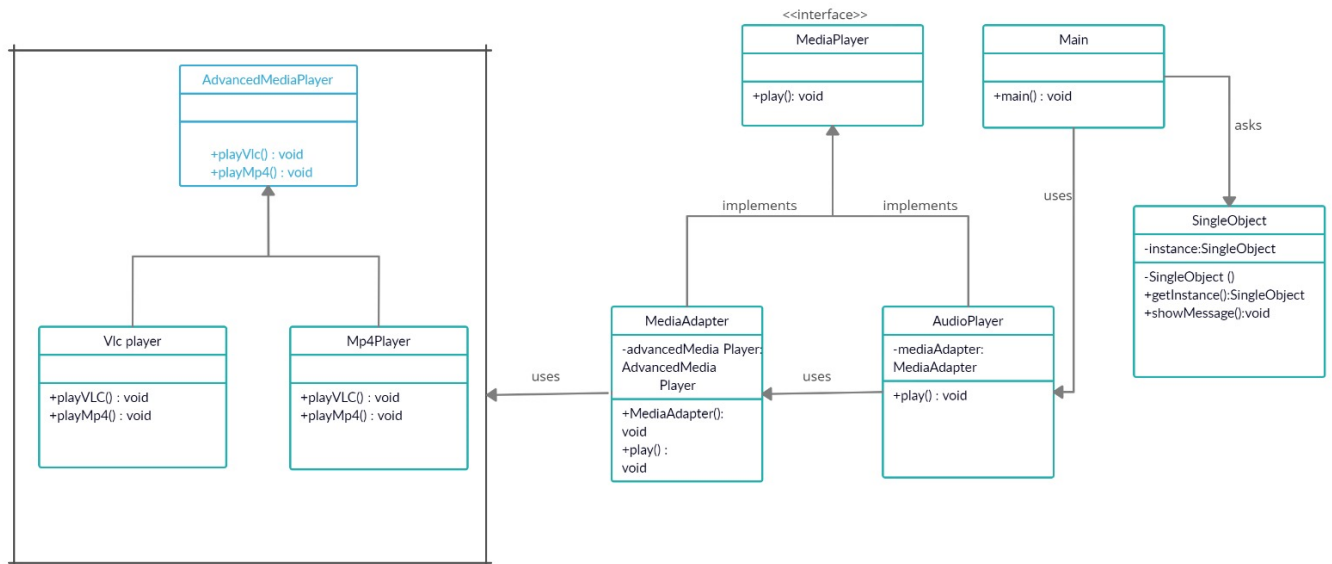 <<interface>>
MediaPlayer
+play(): void
Main
+main() : void
asks
uses
AdvancedMediaPlayer
+playVlc() : void
+playMp4() : void
implements
implements
SingleObject
-instance:SingleObject
-SingleObject ()
+getInstance():SingleObject
+showMessage():void
Vlc player
+playVLC() : void
+playMp4() : void
Mp4Player
+playVLC() : void
+playMp4() : void
uses
MediaAdapter
-advancedMedia Player:
AdvancedMedia
Player
+MediaAdapter():
void
+play() :
void
uses
AudioPlayer
-mediaAdapter:
MediaAdapter
+play() : void